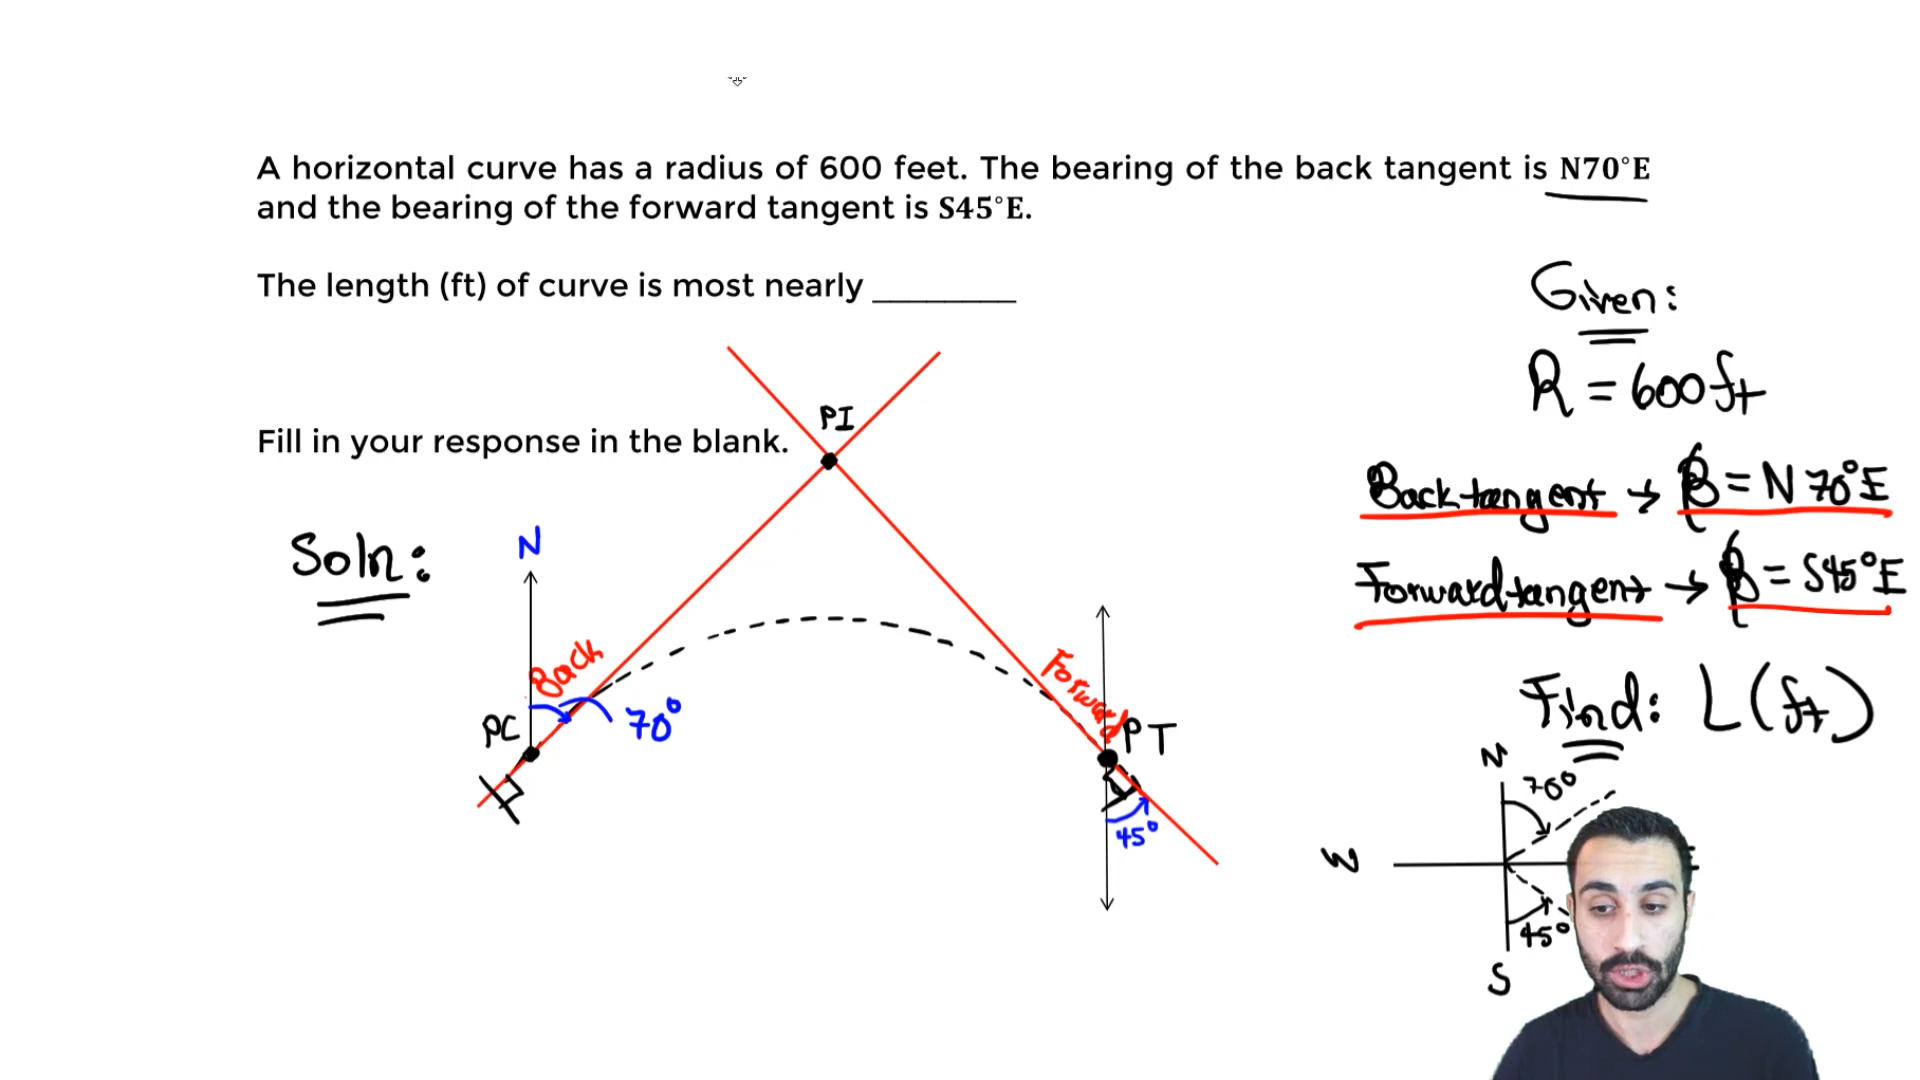 A horizontal curve has a radius of 600 feet. The bearing of the back tangent is N70°E
and the bearing of the forward tangent is S45°E.
The length (ft) of curve is most nearly ________
Fill in your response in the blank.
Given:
R = 600ft
Back tangent → β = N 70°E
Forward tangent → β = S45°E
Find: L (ft)
Soln:
PI
N
Back
70°
PC
Forward
PT
45°
N
70°
W
E
45°
S